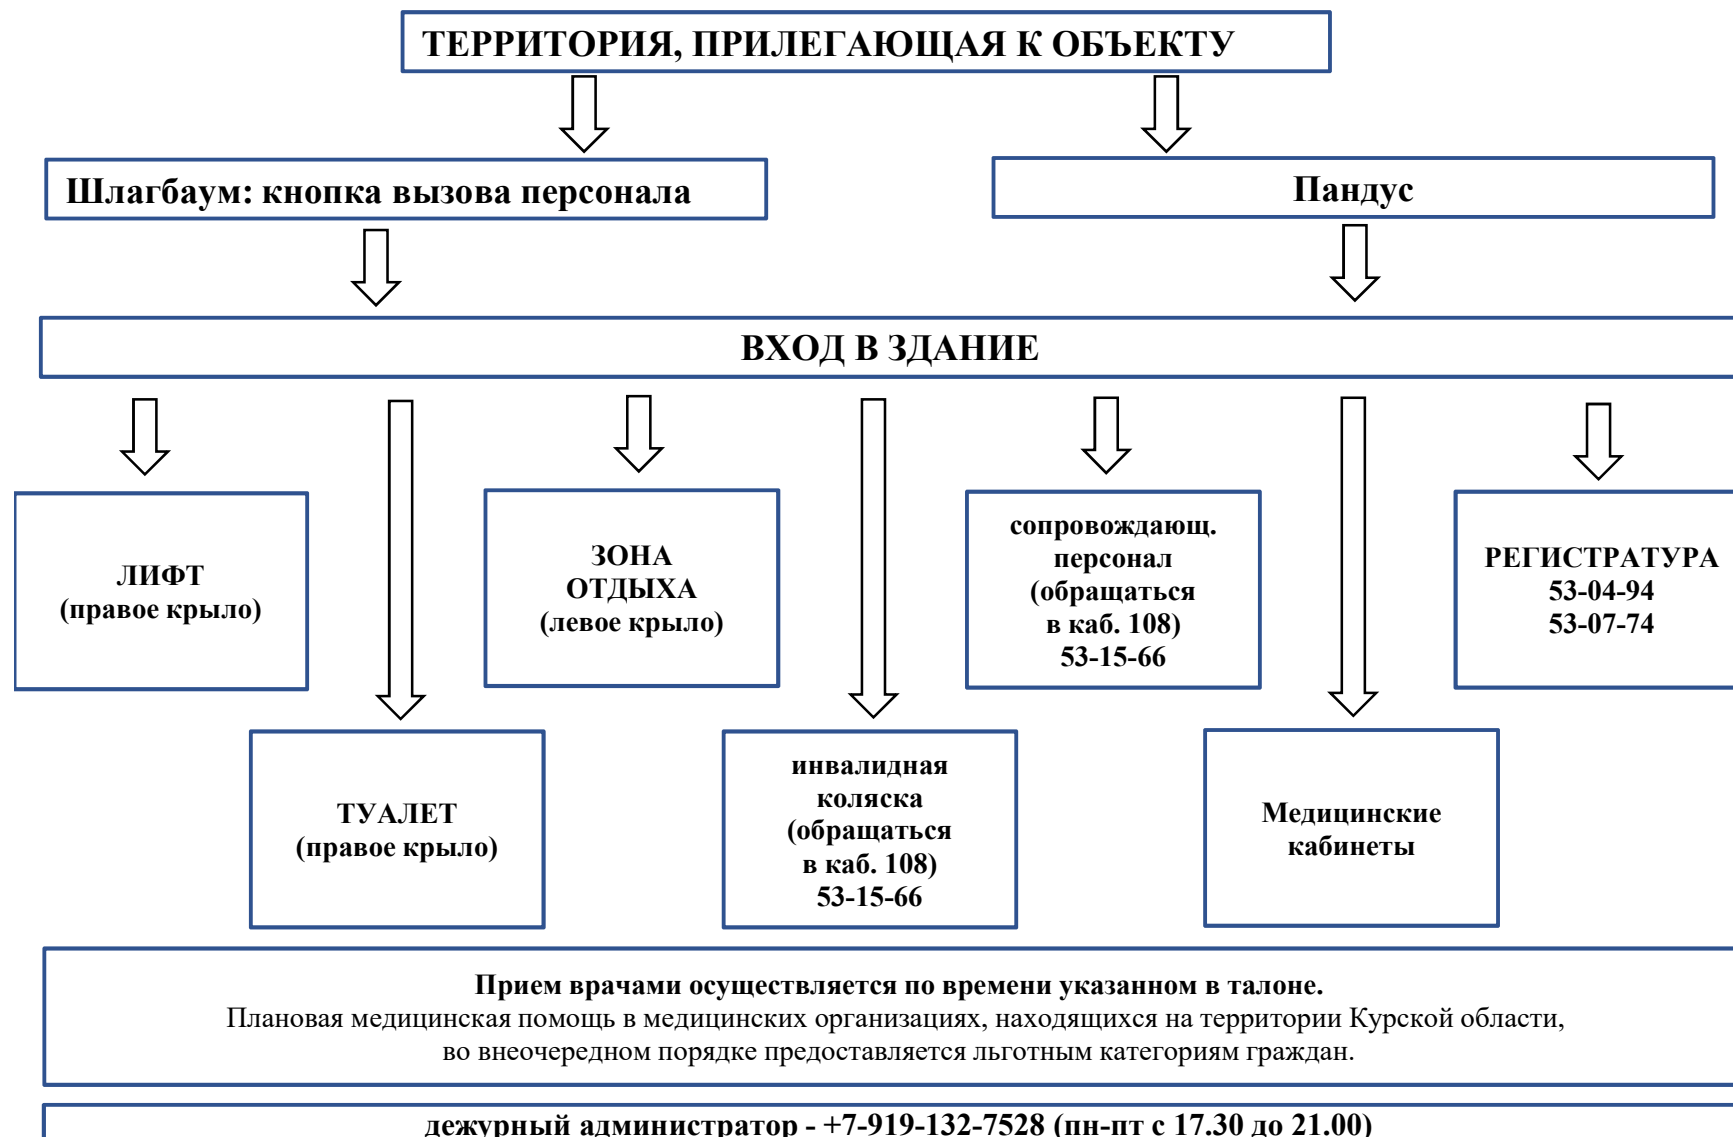 ТЕРРИТОРИЯ, ПРИЛЕГАЮЩАЯ К ОБЪЕКТУ
Шлагбаум: кнопка вызова персонала
Пандус
ВХОД В ЗДАНИЕ
ЛИФТ
(правое крыло)
ЗОНА
ОТДЫХА
(левое крыло)
сопровождающ.
персонал
(обращаться
в каб. 108)
53-15-66
РЕГИСТРАТУРА
53-04-94
53-07-74
ТУАЛЕТ
(правое крыло)
инвалидная
коляска
(обращаться
в каб. 108)
53-15-66
Медицинские
кабинеты
Прием врачами осуществляется по времени указанном в талоне.
Плановая медицинская помощь в медицинских организациях, находящихся на территории Курской области,
во внеочередном порядке предоставляется льготным категориям граждан.
дежурный администратор - +7-919-132-7528 (пн-пт с 17.30 до 21.00)